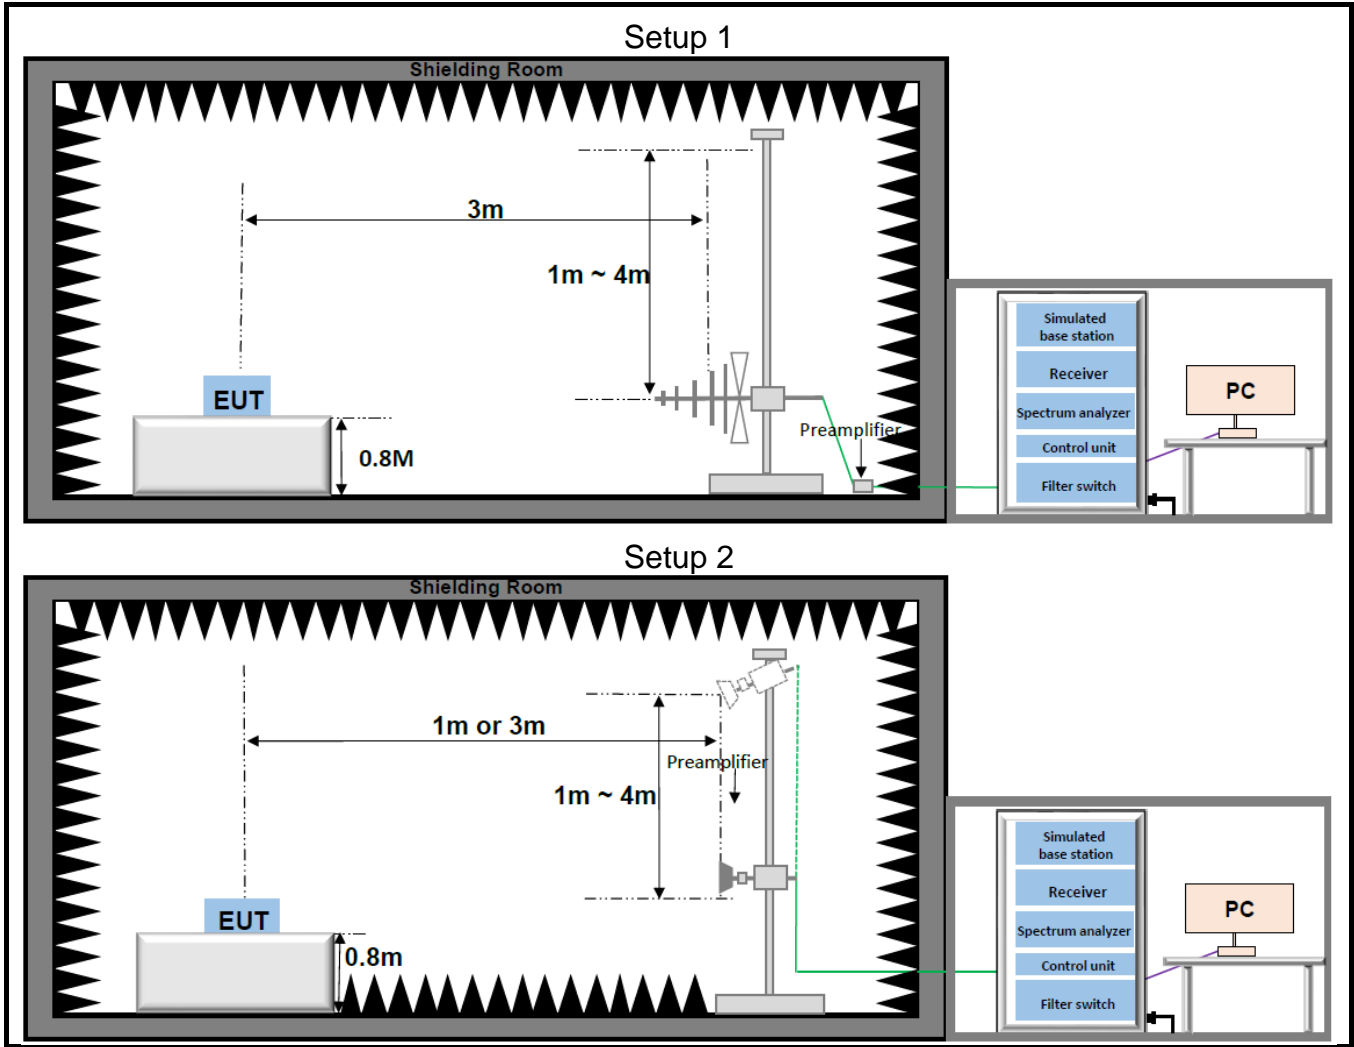 Setup 1
Shielding Room
3m
1m ~ 4m
EUT
0.8M
Preamplifier
Simulated
base station
Receiver
Spectrum analyzer
Control unit
Filter switch
PC
Setup 2
Shielding Room
1m or 3m
Preamplifier
1m ~ 4m
EUT
0.8m
Simulated
base station
Receiver
Spectrum analyzer
Control unit
Filter switch
PC